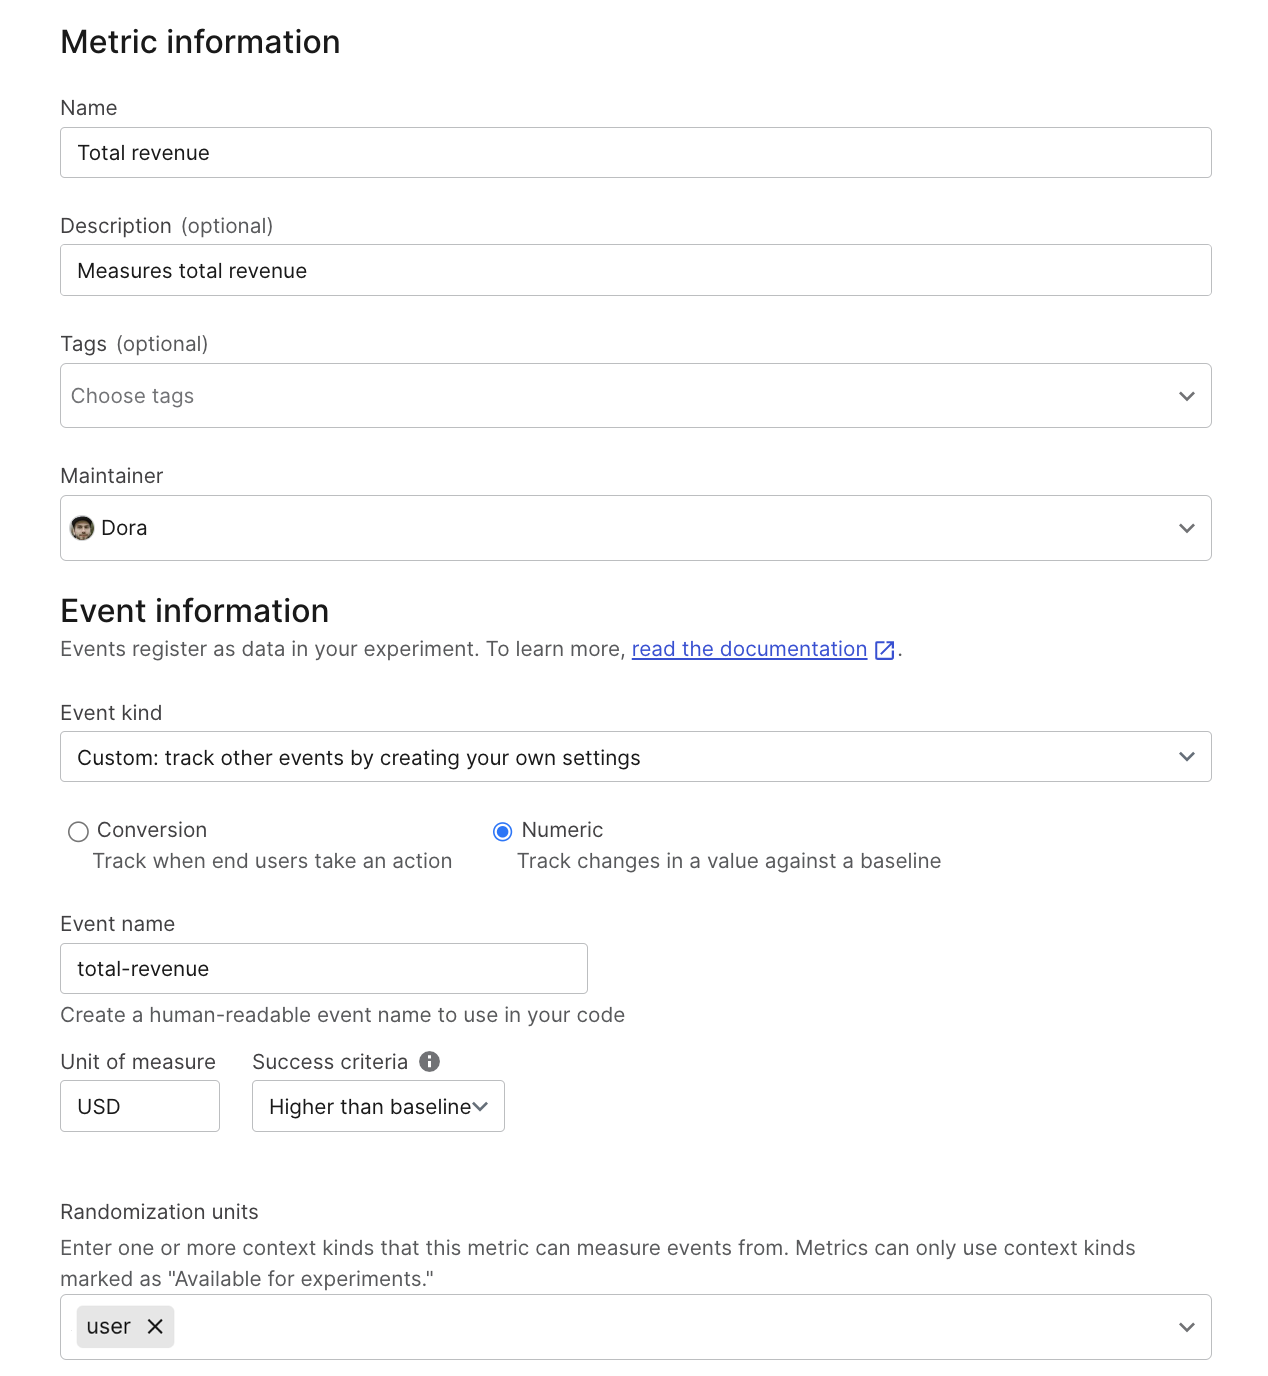 Metric information
Name
Total revenue
Description (optional)
Measures total revenue
Tags (optional)
Choose tags
Maintainer
Dora
Event information
Events register as data in your experiment. To learn more, read the documentation.
Event kind
Custom: track other events by creating your own settings
Conversion Numeric
Track when end users take an action Track changes in a value against a baseline
Event name
total-revenue
Create a human-readable event name to use in your code
Unit of measure Success criteria
USD Higher than baseline
Randomization units
Enter one or more context kinds that this metric can measure events from. Metrics can only use context kinds
marked as "Available for experiments."
user